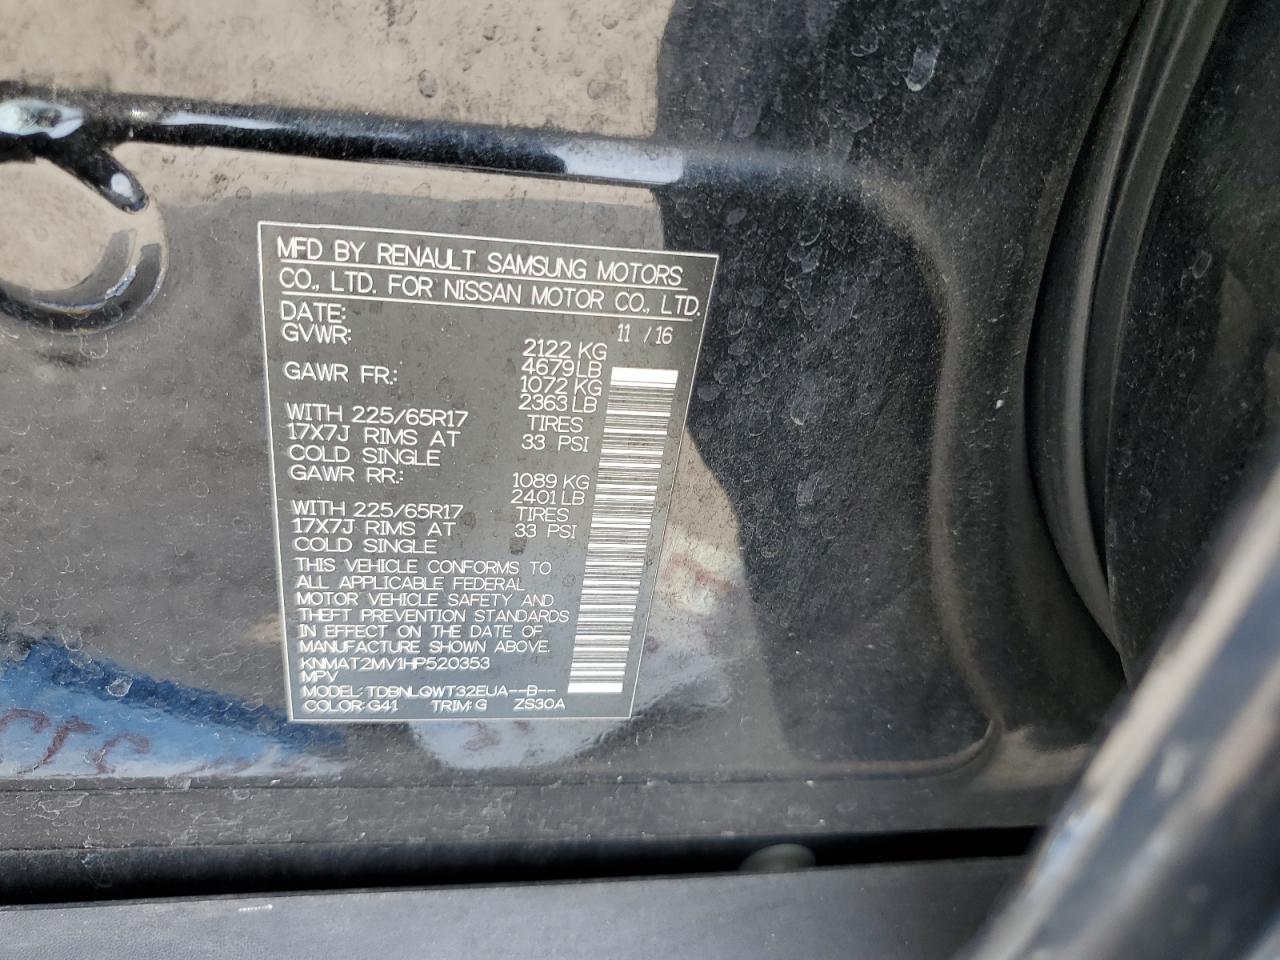 MFD BY RENAULT SAMSUNG MOTORS
CO., LTD. FOR NISSAN MOTOR CO., LTD.
DATE: 11 / 16
GVWR: 2122 KG
4679 LB
GAWR FR.: 1072 KG
2363 LB
WITH 225/65R17 TIRES
17X7J RIMS AT 33 PSI
COLD SINGLE
GAWR RR.: 1089 KG
2401 LB
WITH 225/65R17 TIRES
17X7J RIMS AT 33 PSI
COLD SINGLE
THIS VEHICLE CONFORMS TO
ALL APPLICABLE FEDERAL
MOTOR VEHICLE SAFETY AND
THEFT PREVENTION STANDARDS
IN EFFECT ON THE DATE OF
MANUFACTURE SHOWN ABOVE.
KNMAT2MV1HP520353
MPV
MODEL: TDBNLQWT32EUA--B--
COLOR: G41 TRIM: G ZS30A